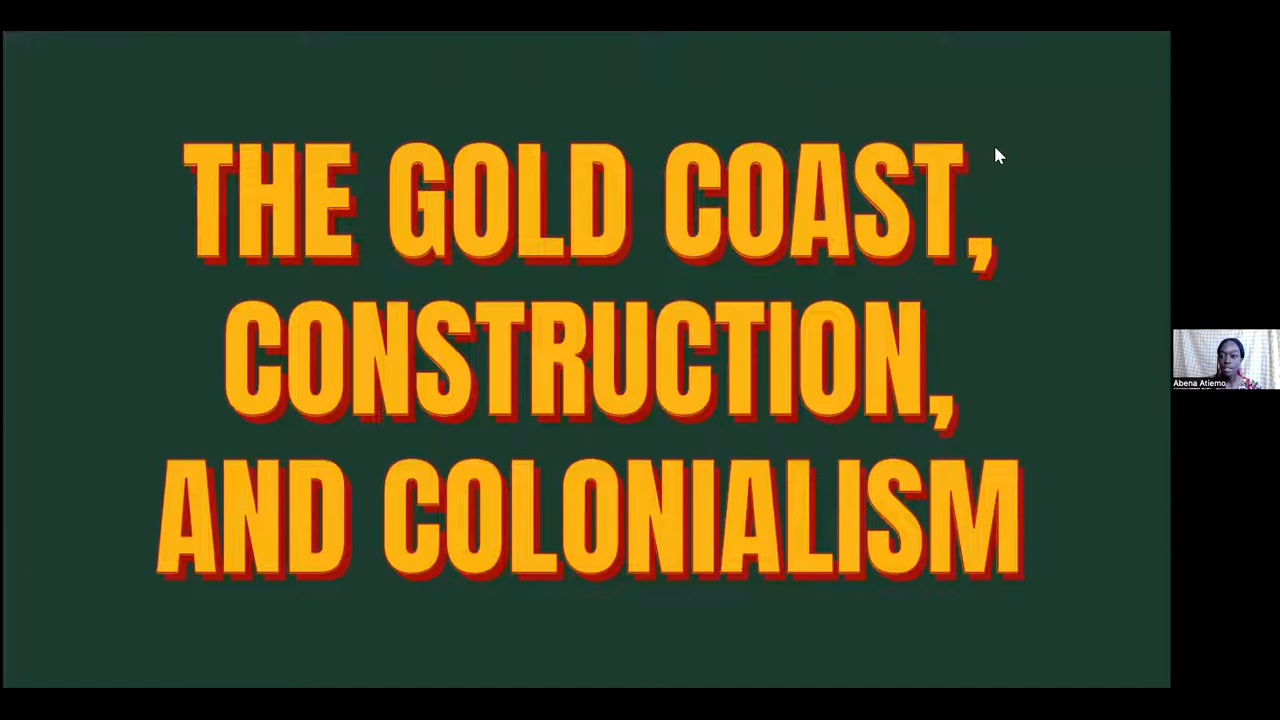 THE GOLD COAST,
CONSTRUCTION,
AND COLONIALISM
Abena Atiemo